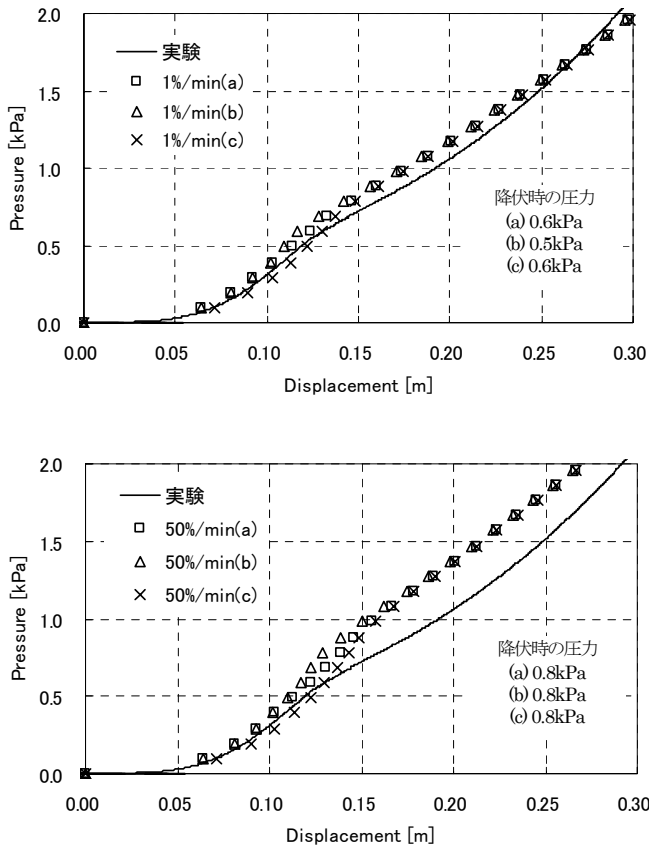 2.0
1.5
1.0
0.5
0.0
Pressure [kPa]
実験
1%/min(a)
1%/min(b)
1%/min(c)
降伏時の圧力
(a) 0.6kPa
(b) 0.5kPa
(c) 0.6kPa
0.00 0.05 0.10 0.15 0.20 0.25 0.30
Displacement [m]
2.0
1.5
1.0
0.5
0.0
Pressure [kPa]
実験
50%/min(a)
50%/min(b)
50%/min(c)
降伏時の圧力
(a) 0.8kPa
(b) 0.8kPa
(c) 0.8kPa
0.00 0.05 0.10 0.15 0.20 0.25 0.30
Displacement [m]